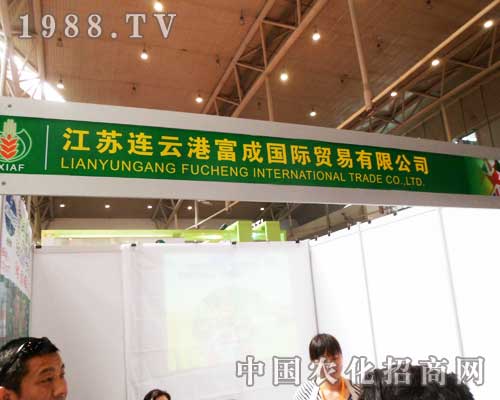 1988.TV
江苏连云港富成国际贸易有限公司
XIAF
LIANYUNGANG FUCHENG INTERNATIONAL TRADE CO.,LTD.
中国农化招商网